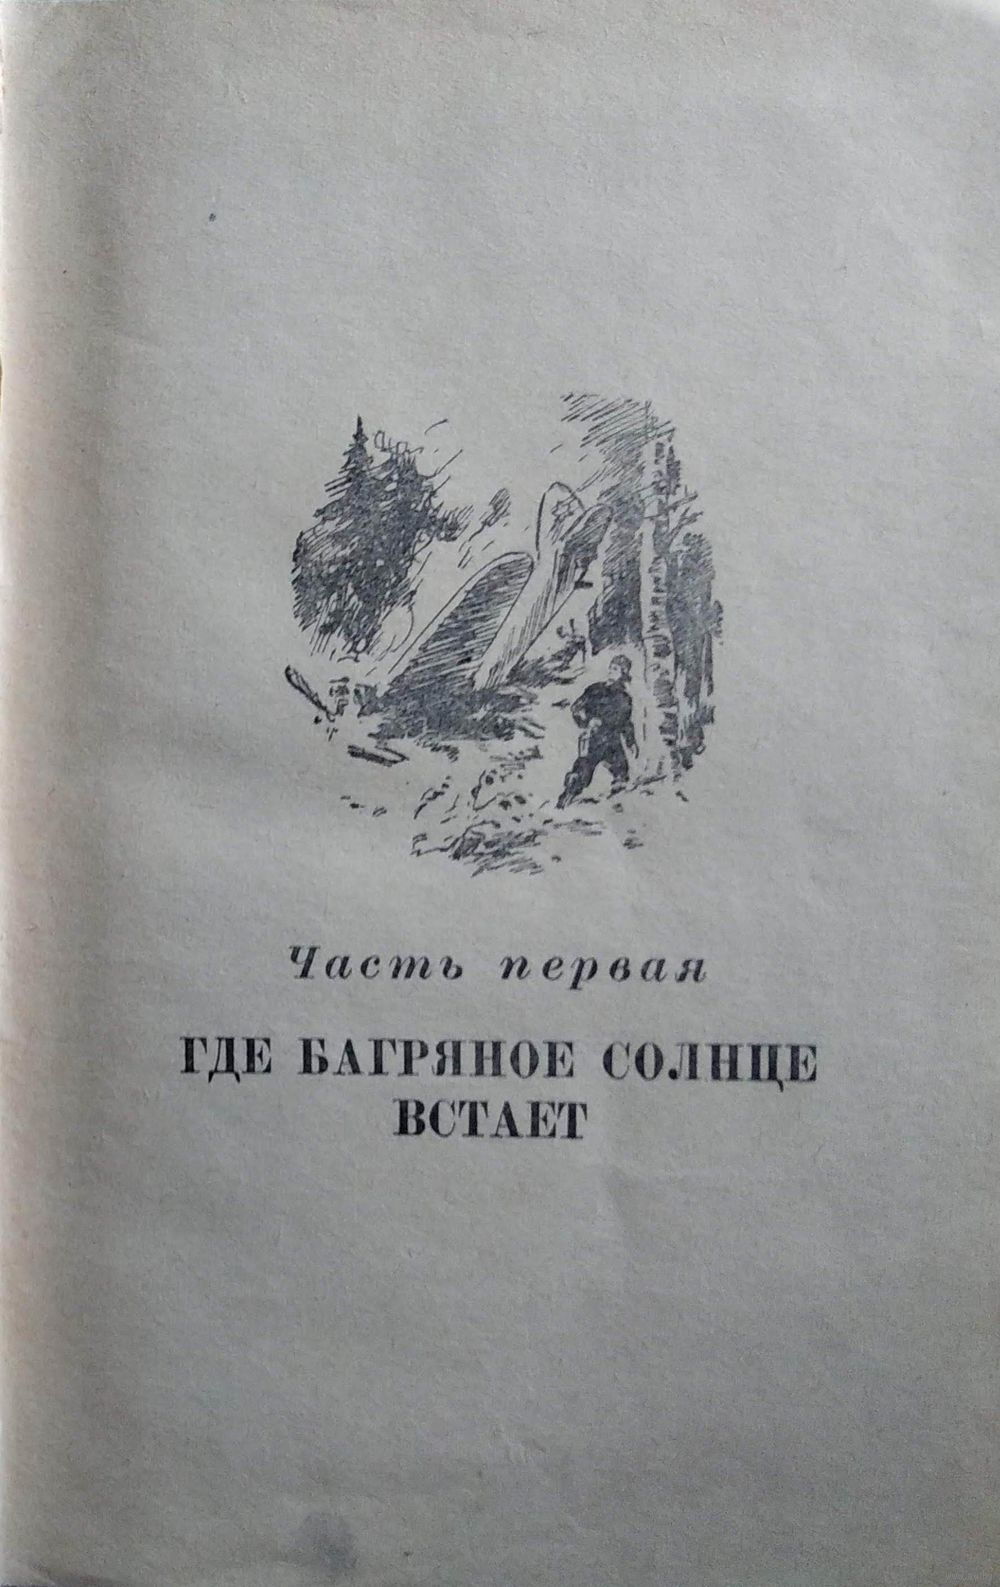 Часть первая
ГДЕ БАГРЯНОЕ СОЛНЦЕ
ВСТАЕТ